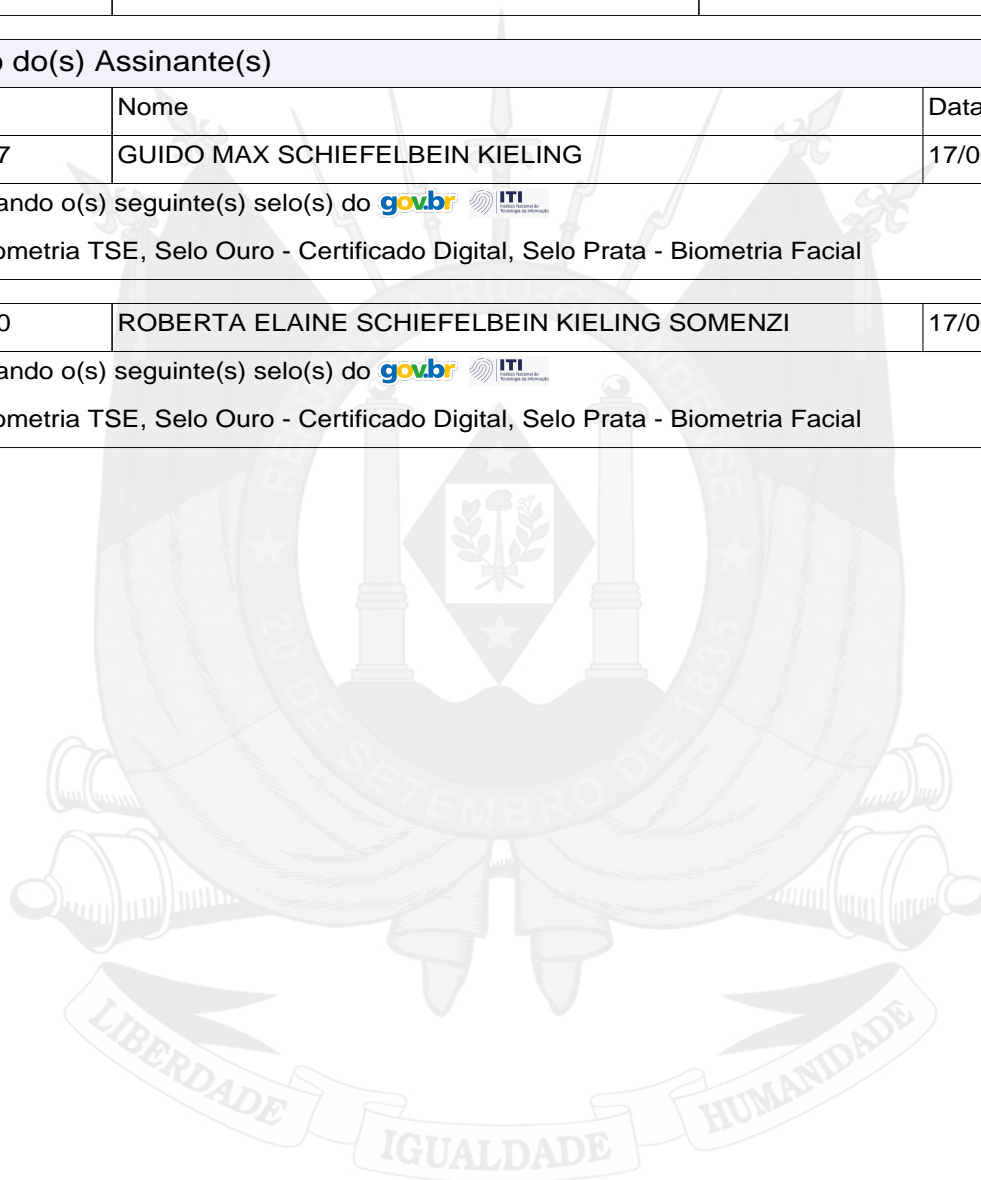 o do(s) Assinante(s)
Nome Data
7 GUIDO MAX SCHIEFELBEIN KIELING 17/0
ando o(s) seguinte(s) selo(s) do gov.br ITI
ometria TSE, Selo Ouro - Certificado Digital, Selo Prata - Biometria Facial
0 ROBERTA ELAINE SCHIEFELBEIN KIELING SOMENZI 17/0
ando o(s) seguinte(s) selo(s) do gov.br ITI
ometria TSE, Selo Ouro - Certificado Digital, Selo Prata - Biometria Facial
REPUBLICA RIO-GRANDENSE
20 DE SETEMBRO DE 1835
LIBERDADE IGUALDADE HUMANIDADE